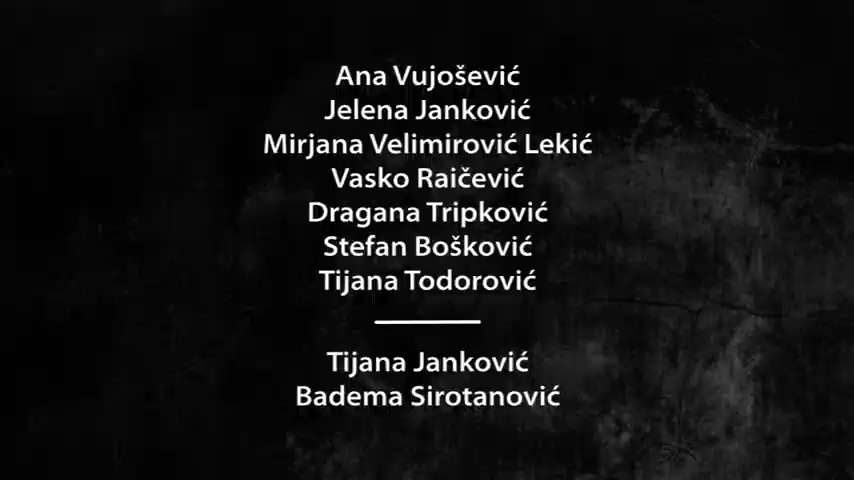 Ana Vujošević
Jelena Janković
Mirjana Velimirović Lekić
Vasko Raičević
Dragana Tripković
Stefan Bošković
Tijana Todorović
Tijana Janković
Badema Sirotanović